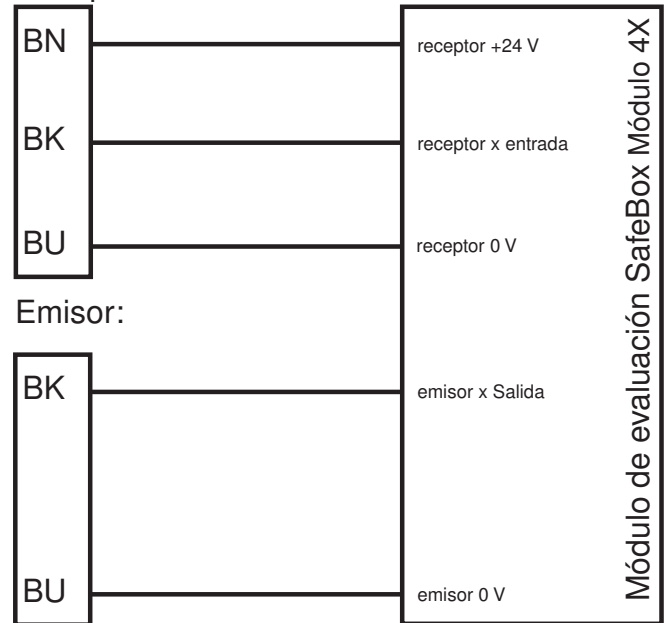 BN
receptor +24 V
BK
receptor x entrada
BU
receptor 0 V
Emisor:
BK
emisor x Salida
BU
emisor 0 V
Módulo de evaluación SafeBox Módulo 4X